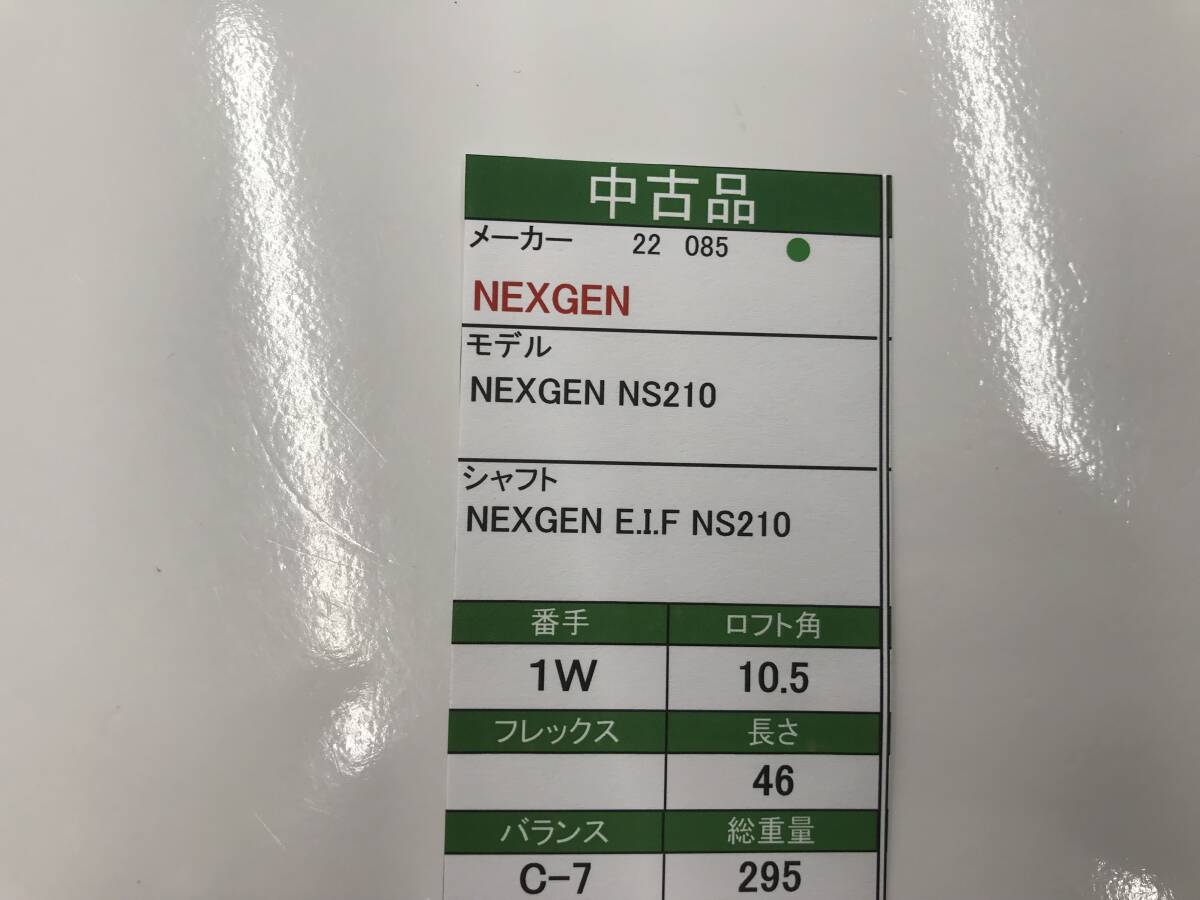 中古品
メーカー 22 085
NEXGEN
モデル
NEXGEN NS210
シャフト
NEXGEN E.I.F NS210
番手 ロフト角
1W 10.5
フレックス 長さ
46
バランス 総重量
C-7 295